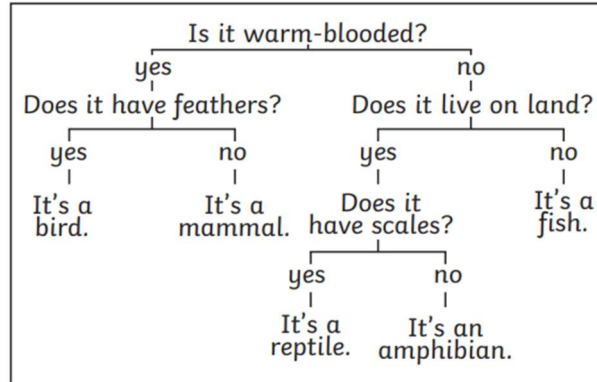 Is it warm-blooded?
yes
no
Does it have feathers?
Does it live on land?
yes
no
yes
no
It's a
bird.
It's a
mammal.
Does it
have scales?
It's a
fish.
yes
no
It's a
reptile.
It's an
amphibian.